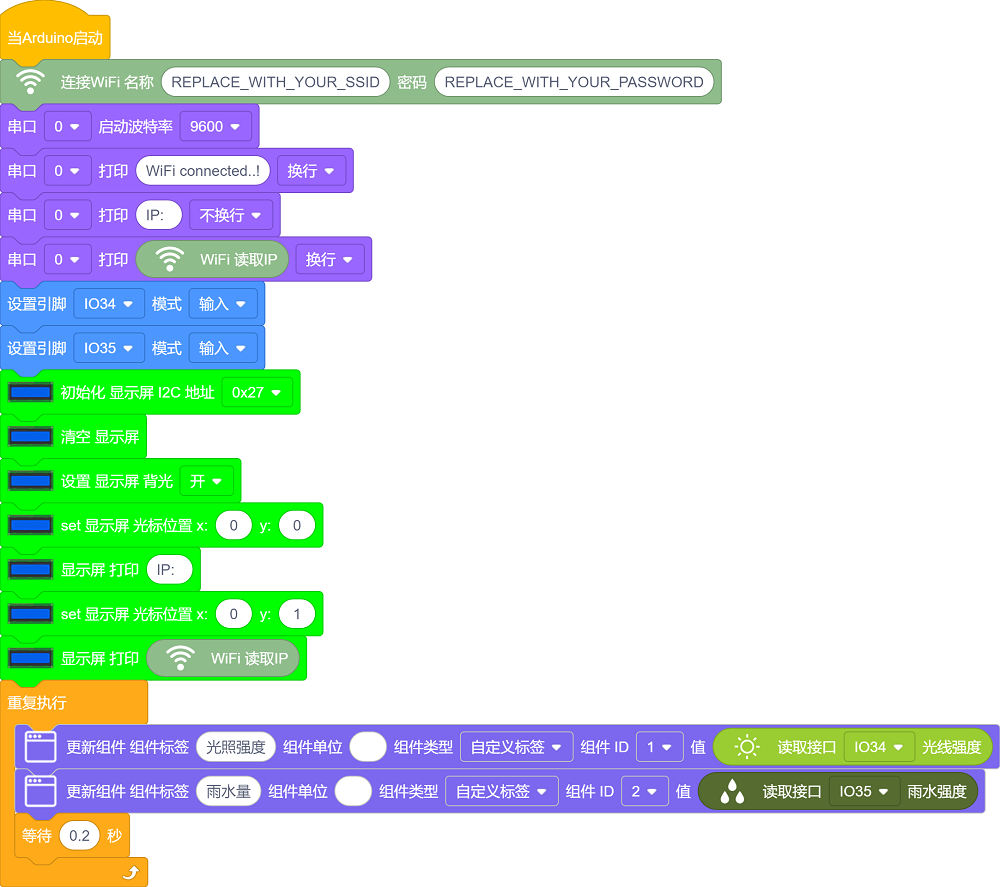 当Arduino启动
连接WiFi 名称 REPLACE_WITH_YOUR_SSID 密码 REPLACE_WITH_YOUR_PASSWORD
串口 0 启动波特率 9600
串口 0 打印 WiFi connected..! 换行
串口 0 打印 IP: 不换行
串口 0 打印 WiFi 读取IP 换行
设置引脚 IO34 模式 输入
设置引脚 IO35 模式 输入
初始化 显示屏 I2C 地址 0x27
清空 显示屏
设置 显示屏 背光 开
set 显示屏 光标位置 x: 0 y: 0
显示屏 打印 IP:
set 显示屏 光标位置 x: 0 y: 1
显示屏 打印 WiFi 读取IP
重复执行
更新组件 组件标签 光照强度 组件单位 组件类型 自定义标签 组件 ID 1 值 读取接口 IO34 光线强度
更新组件 组件标签 雨水量 组件单位 组件类型 自定义标签 组件 ID 2 值 读取接口 IO35 雨水强度
等待 0.2 秒